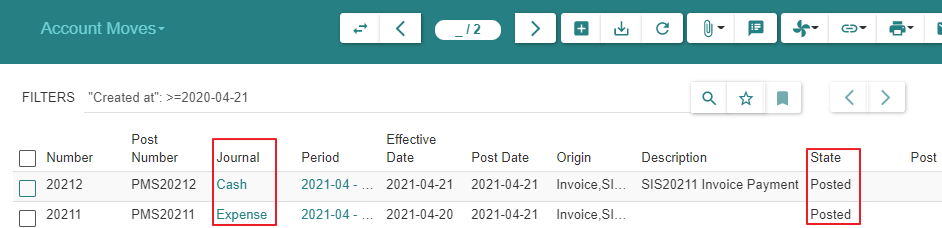 Account Moves
_ / 2
FILTERS "Created at": >=2020-04-21
Number Post Number Journal Period Effective Date Post Date Origin Description State Post
20212 PMS20212 Cash 2021-04 - ... 2021-04-21 2021-04-21 Invoice,SI... SIS20211 Invoice Payment Posted
20211 PMS20211 Expense 2021-04 - ... 2021-04-20 2021-04-21 Invoice,SI... Posted